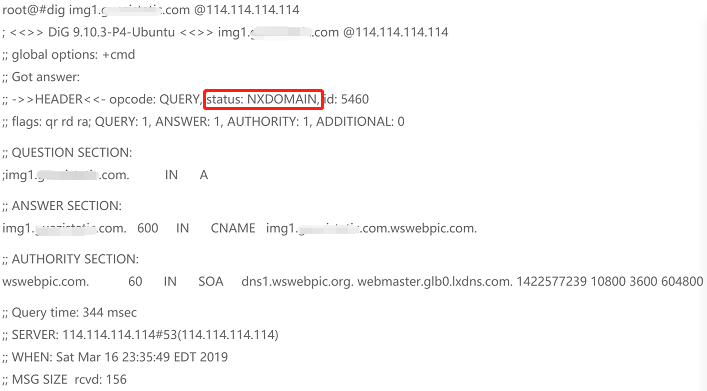 root@#dig img1.g .com @114.114.114.114
; <<>> DiG 9.10.3-P4-Ubuntu <<>> img1.g .com @114.114.114.114
;; global options: +cmd
;; Got answer:
;; ->>HEADER<<- opcode: QUERY, status: NXDOMAIN, id: 5460
;; flags: qr rd ra; QUERY: 1, ANSWER: 1, AUTHORITY: 1, ADDITIONAL: 0
;; QUESTION SECTION:
;img1. .com. IN A
;; ANSWER SECTION:
img1. .com. 600 IN CNAME img1. .com.wswebpic.com.
;; AUTHORITY SECTION:
wswebpic.com. 60 IN SOA dns1.wswebpic.org. webmaster.glb0.lxdns.com. 1422577239 10800 3600 604800
;; Query time: 344 msec
;; SERVER: 114.114.114.114#53(114.114.114.114)
;; WHEN: Sat Mar 16 23:35:49 EDT 2019
;; MSG SIZE rcvd: 156